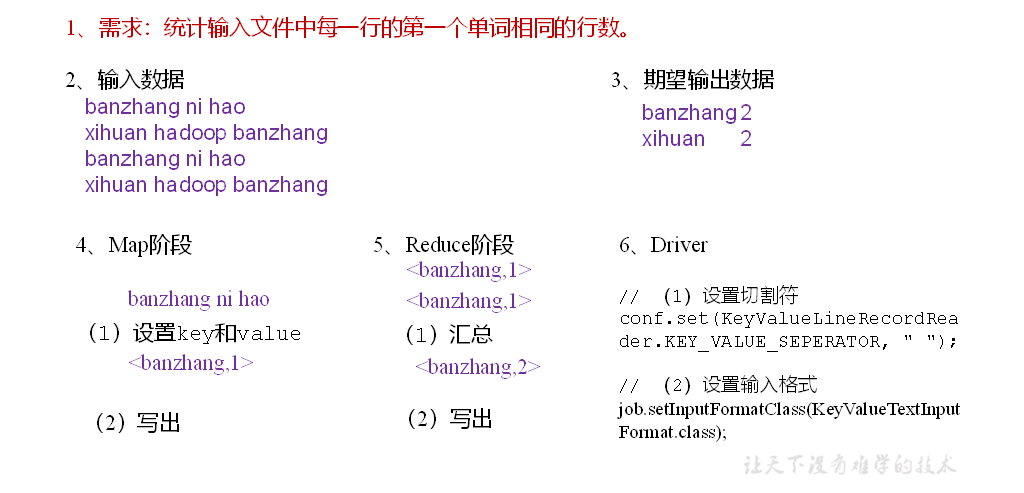 1、需求：统计输入文件中每一行的第一个单词相同的行数。
2、输入数据
banzhang ni hao
xihuan hadoop banzhang
banzhang ni hao
xihuan hadoop banzhang
3、期望输出数据
banzhang 2
xihuan 2
4、Map阶段
banzhang ni hao
（1）设置key和value
<banzhang,1>
（2）写出
5、Reduce阶段
<banzhang,1>
<banzhang,1>
（1）汇总
<banzhang,2>
（2）写出
6、Driver
// （1）设置切割符
conf.set(KeyValueLineRecordRea
der.KEY_VALUE_SEPERATOR, " ");
// （2）设置输入格式
job.setInputFormatClass(KeyValueTextInput
Format.class);
让天下没有难学的技术